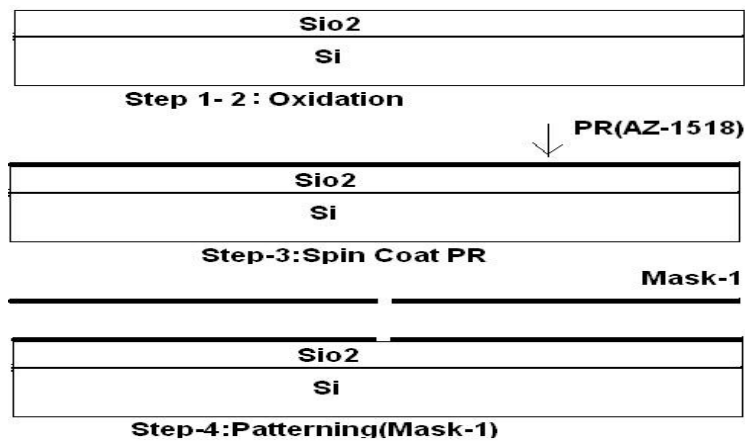 Sio2
Si
Step 1- 2 : Oxidation
PR(AZ-1518)
Sio2
Si
Step-3:Spin Coat PR
Mask-1
Sio2
Si
Step-4:Patterning(Mask-1)